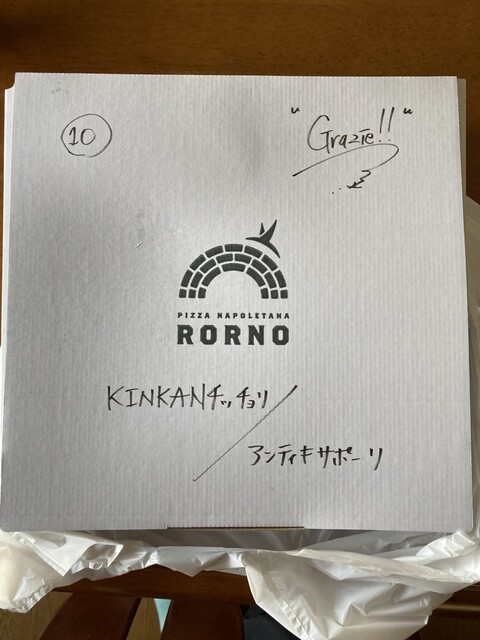 10
"Grazie!!"
PIZZA NAPOLETANA
RORNO
KINKANチッチョリ/
アンティキサポーリ